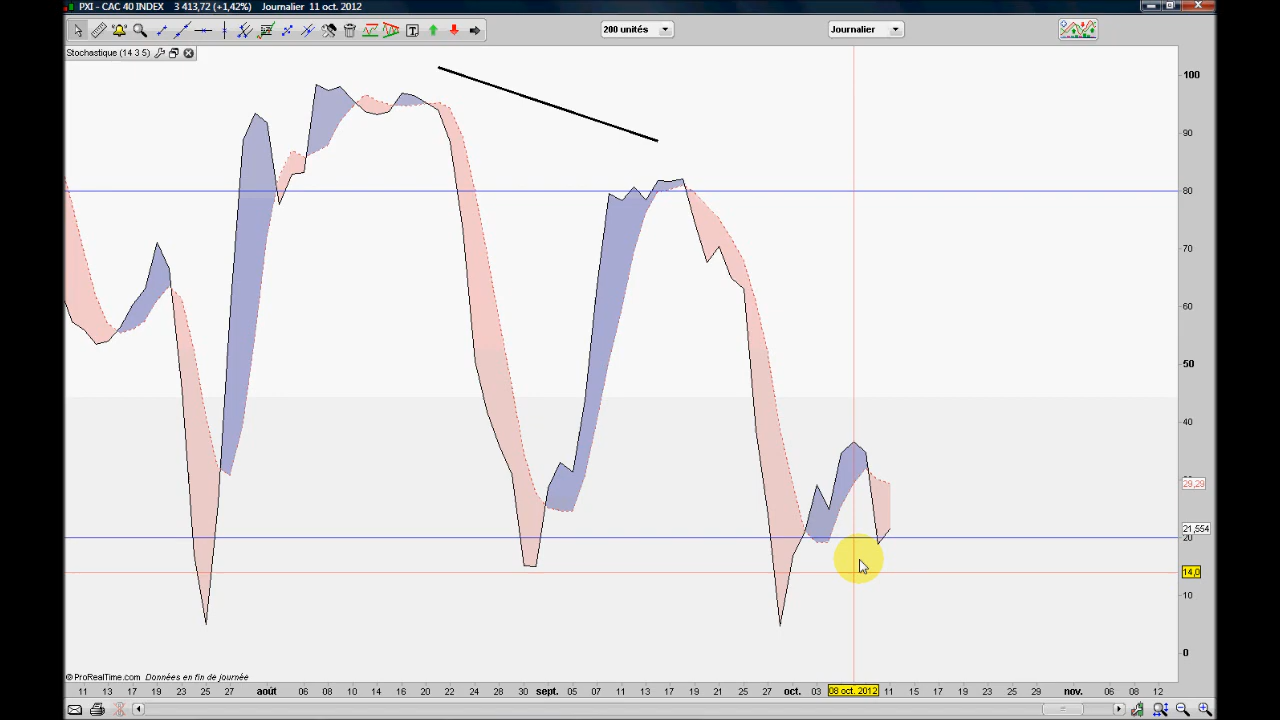 PXI - CAC 40 INDEX 3 413,72 (+1,42%) Journalier 11 oct. 2012
200 unités
Journalier
Stochastique (14 3 5)
100
90
80
70
60
50
40
29,29
21,554
20
14,0
10
0
©ProRealTime.com Données en fin de journée
11 13 17 19 23 25 27 août 06 08 10 14 16 20 22 24 28 30 sept. 05 07 11 13 17 19 21 25 27 oct. 03 08 oct. 2012 11 15 17 19 23 25 29 nov. 06 08 12